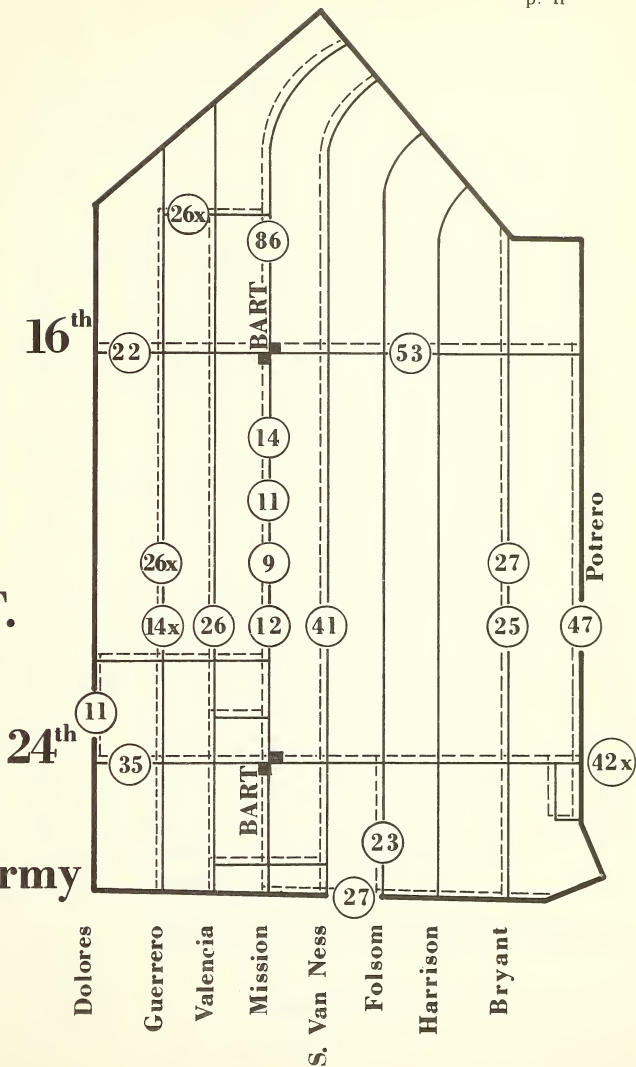 26x
86
BART
16th
22
53
14
11
26x
9
27
Potrero
14x
26
12
41
25
47
11
24th
35
42x
BART
23
rmy
27
Dolores
Guerrero
Valencia
Mission
S. Van Ness
Folsom
Harrison
Bryant